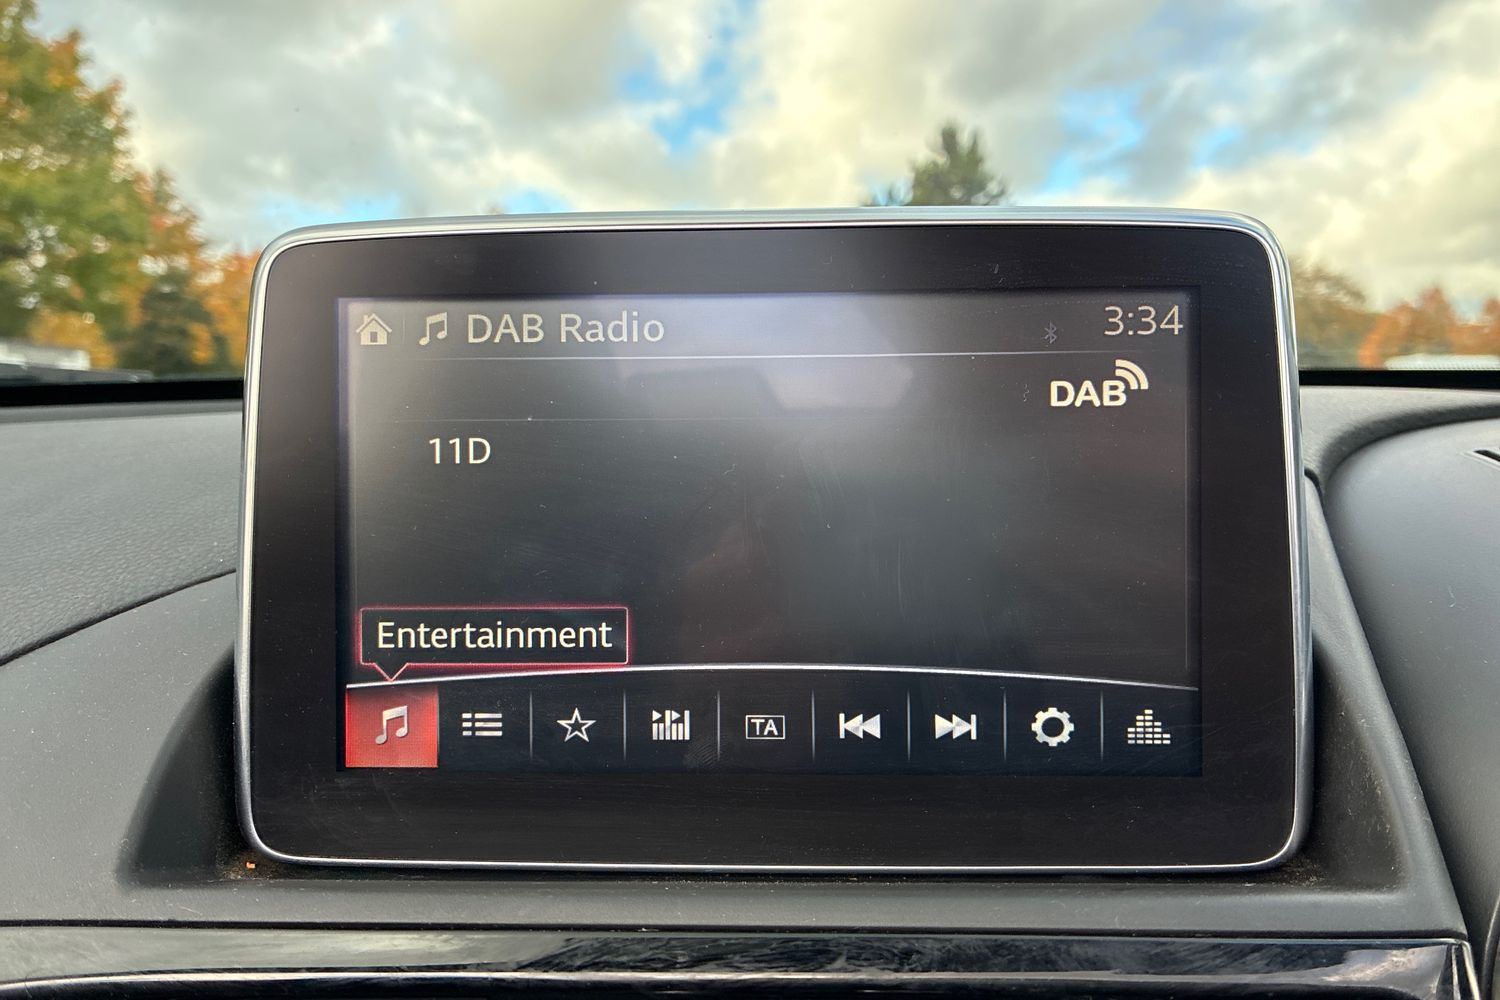 DAB Radio
3:34
DAB
11D
Entertainment
TA